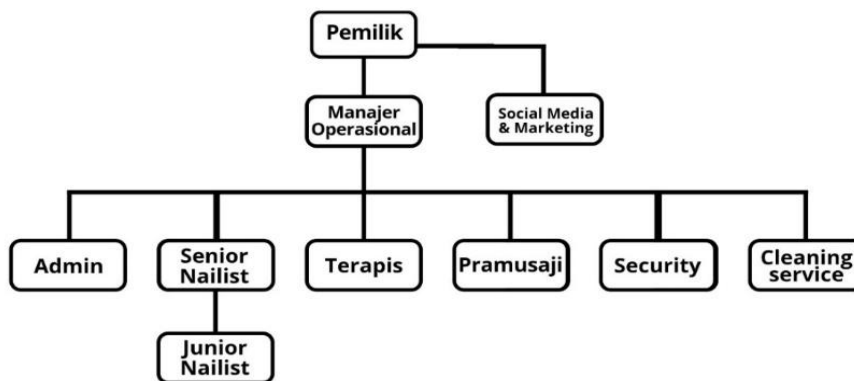 Pemilik
Manajer
Operasional
Social Media
& Marketing
Admin
Senior
Nailist
Terapis
Pramusaji
Security
Cleaning
service
Junior
Nailist